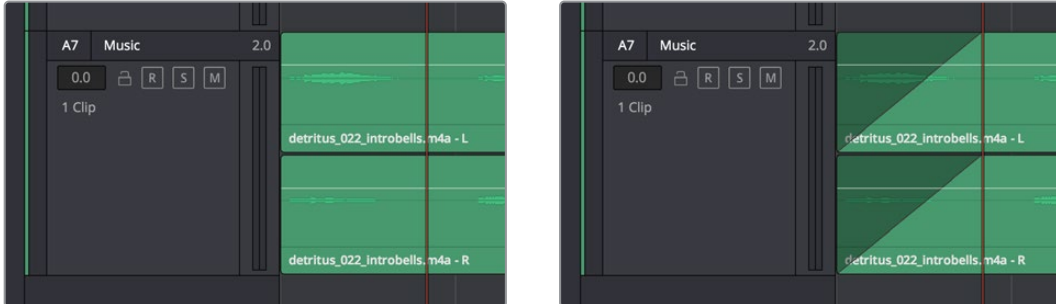 A7 Music 2.0
0.0 R S M
1 Clip
detritus_022_introbells.m4a - L
detritus_022_introbells.m4a - R
A7 Music 2.0
0.0 R S M
1 Clip
detritus_022_introbells.m4a - L
detritus_022_introbells.m4a - R